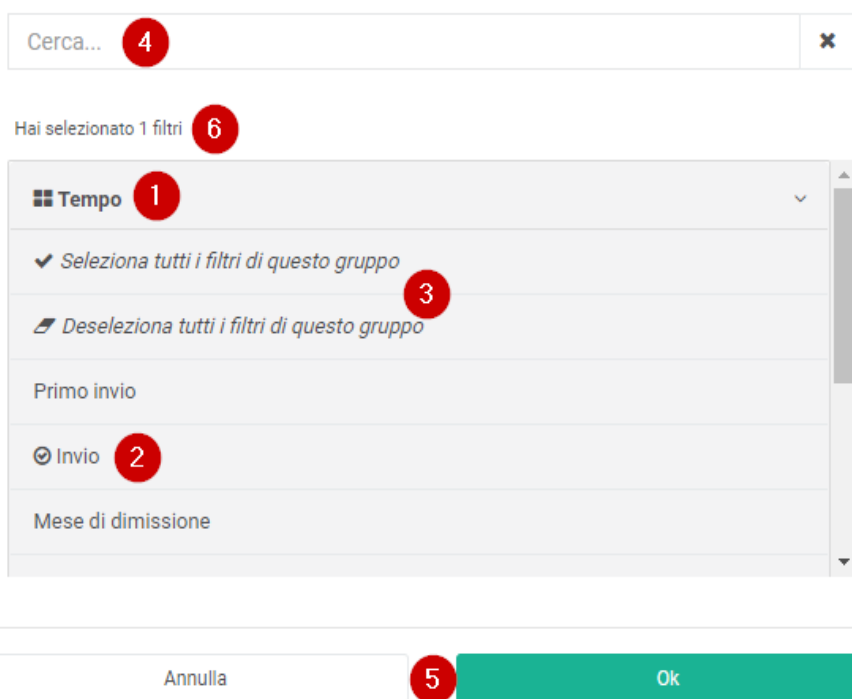 Cerca... 4
Hai selezionato 1 filtri 6
Tempo 1
Seleziona tutti i filtri di questo gruppo
3
Deseleziona tutti i filtri di questo gruppo
Primo invio
Invio 2
Mese di dimissione
Annulla 5 Ok